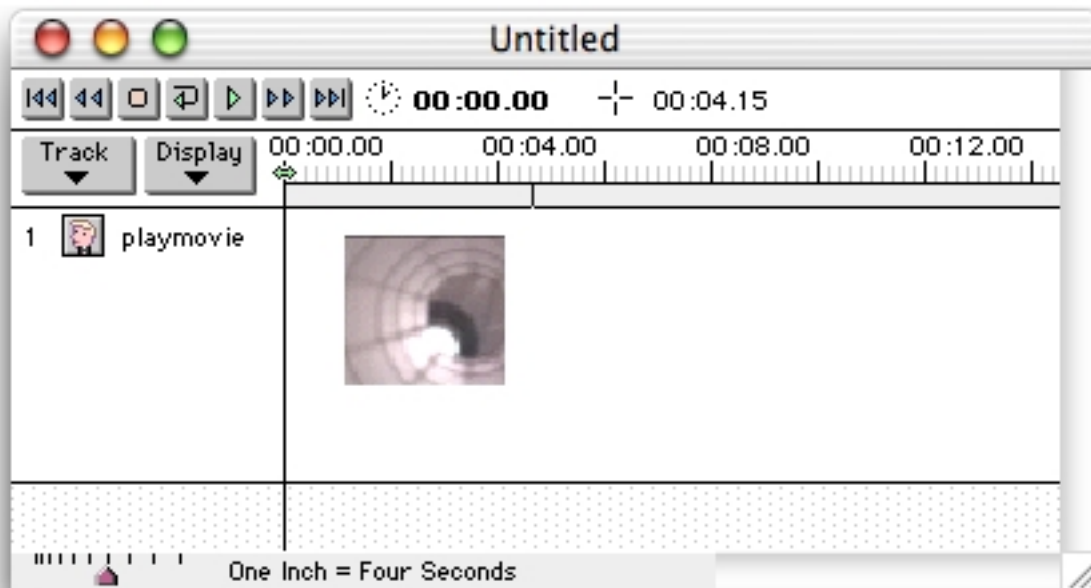 Untitled
00:00.00 00:04.15
Track Display 00:00.00 00:04.00 00:08.00 00:12.00
1 playmovie
One Inch = Four Seconds